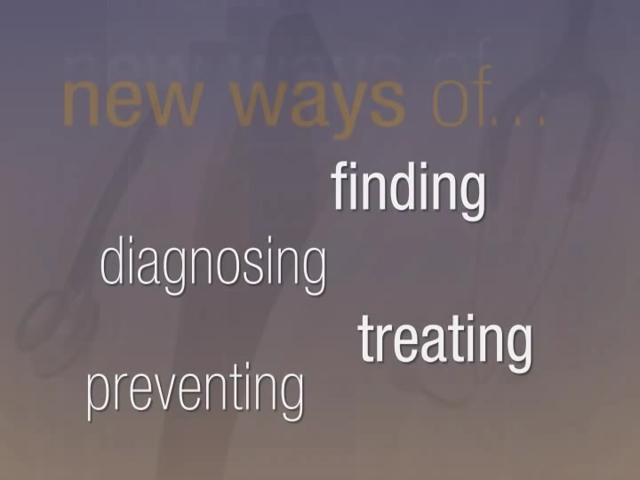 new ways of...
finding
diagnosing
treating
preventing